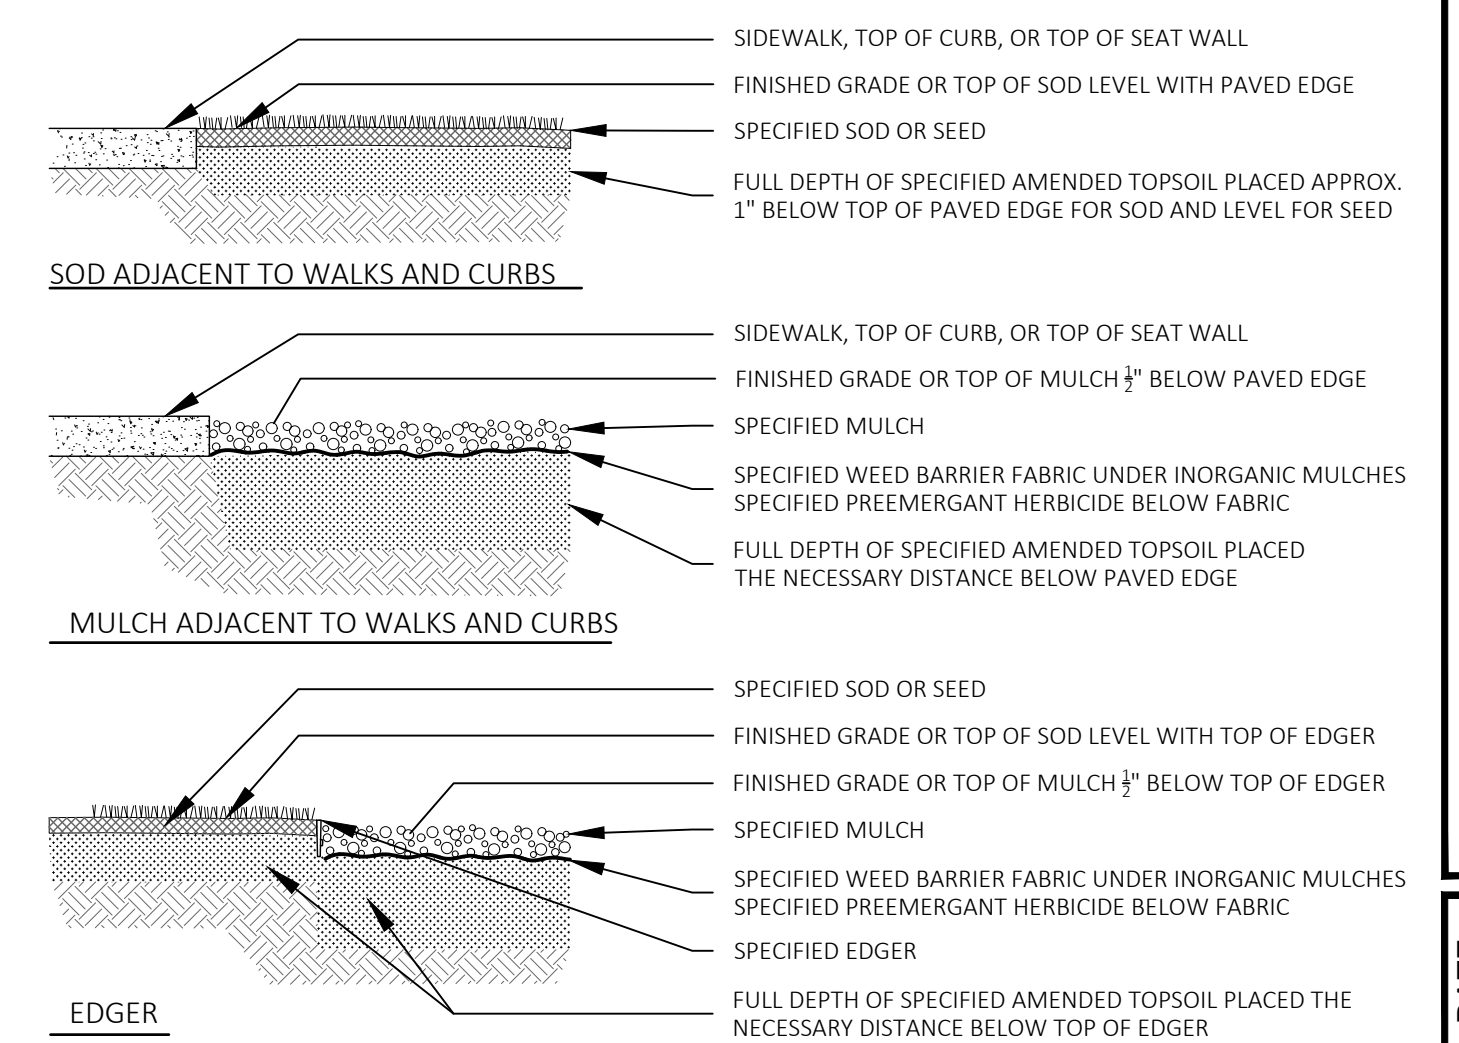 SIDEWALK, TOP OF CURB, OR TOP OF SEAT WALL
FINISHED GRADE OR TOP OF SOD LEVEL WITH PAVED EDGE
SPECIFIED SOD OR SEED
FULL DEPTH OF SPECIFIED AMENDED TOPSOIL PLACED APPROX.
1" BELOW TOP OF PAVED EDGE FOR SOD AND LEVEL FOR SEED
SOD ADJACENT TO WALKS AND CURBS
SIDEWALK, TOP OF CURB, OR TOP OF SEAT WALL
FINISHED GRADE OR TOP OF MULCH ½" BELOW PAVED EDGE
SPECIFIED MULCH
SPECIFIED WEED BARRIER FABRIC UNDER INORGANIC MULCHES
SPECIFIED PREEMERGANT HERBICIDE BELOW FABRIC
FULL DEPTH OF SPECIFIED AMENDED TOPSOIL PLACED
THE NECESSARY DISTANCE BELOW PAVED EDGE
MULCH ADJACENT TO WALKS AND CURBS
SPECIFIED SOD OR SEED
FINISHED GRADE OR TOP OF SOD LEVEL WITH TOP OF EDGER
FINISHED GRADE OR TOP OF MULCH ½" BELOW TOP OF EDGER
SPECIFIED MULCH
SPECIFIED WEED BARRIER FABRIC UNDER INORGANIC MULCHES
SPECIFIED PREEMERGANT HERBICIDE BELOW FABRIC
SPECIFIED EDGER
FULL DEPTH OF SPECIFIED AMENDED TOPSOIL PLACED THE
NECESSARY DISTANCE BELOW TOP OF EDGER
EDGER